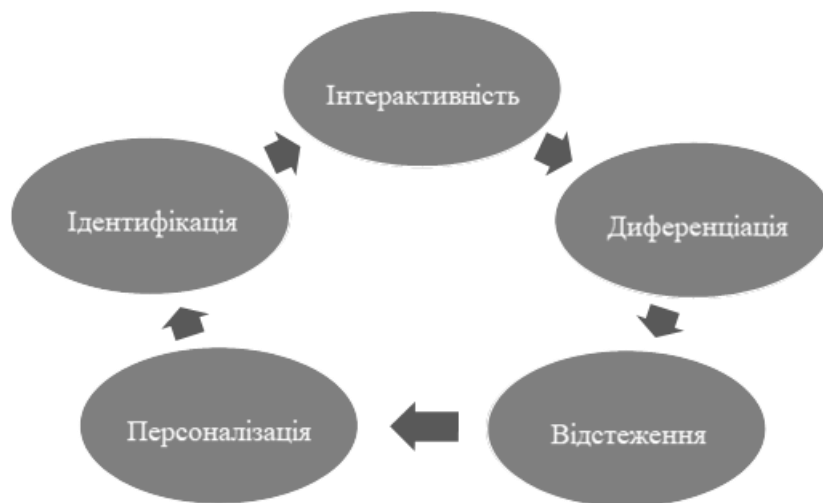 Інтерактивність
Ідентифікація
Диференціація
Персоналізація
Відстеження